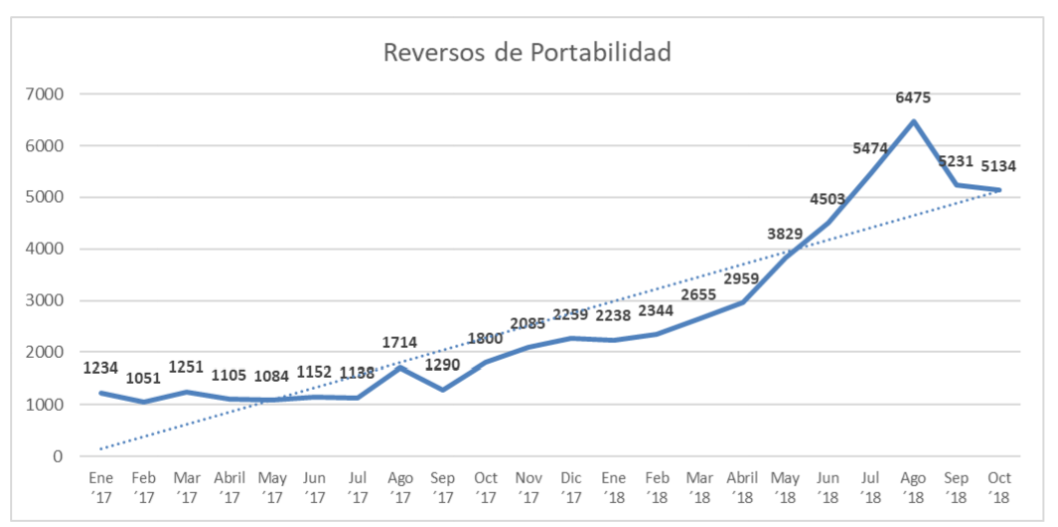 Reversos de Portabilidad
7000
6000
5000
4000
3000
2000
1000
0
1234 1051 1251 1105 1084 1152 1138 1714 1290 1800 2085 2259 2238 2344 2655 2959 3829 4503 5474 6475 5231 5134
Ene Feb Mar Abril May Jun Jul Ago Sep Oct Nov Dic Ene Feb Mar Abril May Jun Jul Ago Sep Oct
´17 ´17 ´17 ´17 ´17 ´17 ´17 ´17 ´17 ´17 ´17 ´17 ´18 ´18 ´18 ´18 ´18 ´18 ´18 ´18 ´18 ´18